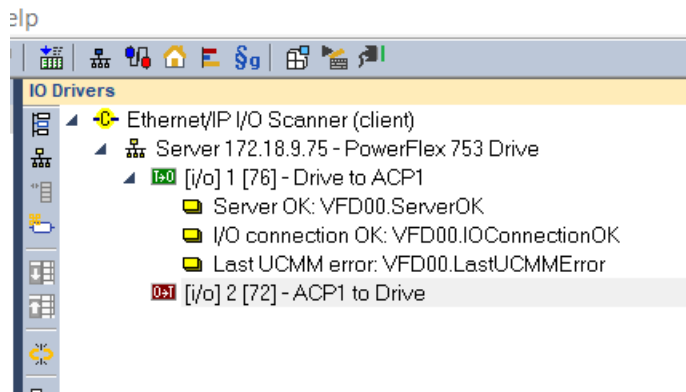 elp
§g
IO Drivers
-C- Ethernet/IP I/O Scanner (client)
Server 172.18.9.75 - PowerFlex 753 Drive
T→O [i/o] 1 [76] - Drive to ACP1
Server OK: VFD00.ServerOK
I/O connection OK: VFD00.IOConnectionOK
Last UCMM error: VFD00.LastUCMMError
O→T [i/o] 2 [72] - ACP1 to Drive